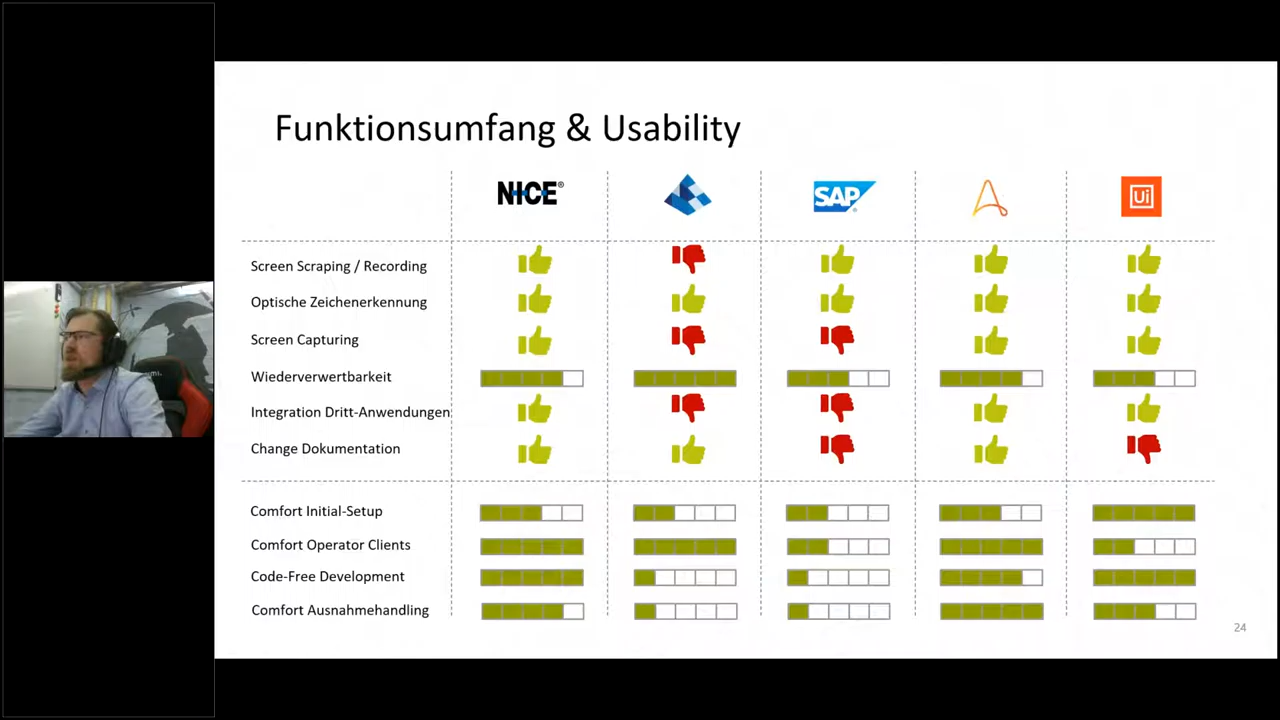 Funktionsumfang & Usability
NICE®
SAP®
Ui
Screen Scraping / Recording
Optische Zeichenerkennung
Screen Capturing
Wiederverwertbarkeit
Integration Dritt-Anwendungen
Change Dokumentation
Comfort Initial-Setup
Comfort Operator Clients
Code-Free Development
Comfort Ausnahmehandling
24